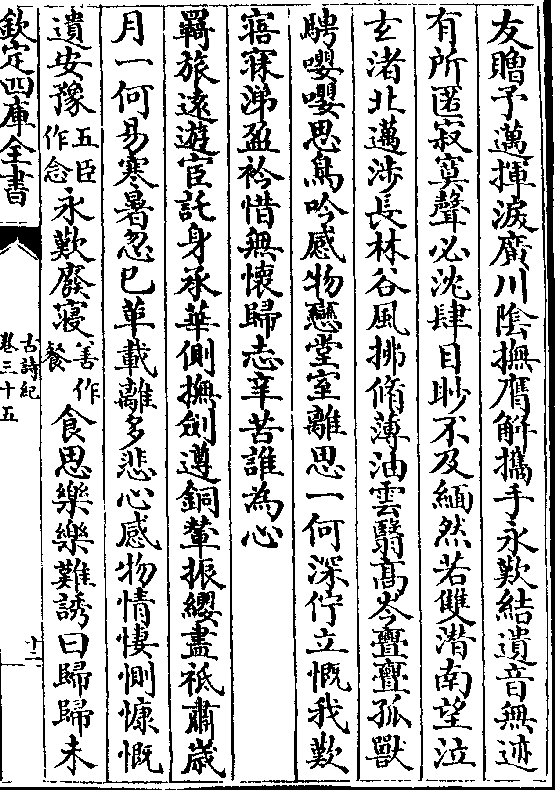 友贈予邁揮淚廣川陰撫膺解攜手永歎結遺音無迹
有所匿寂寞聲必沈肆目眇不及緬然若雙濳南望泣
玄渚北邁涉長林谷風拂脩薄油雲翳髙岑亹亹孤獸
騁嚶嚶思鳥吟感物戀堂室離思一何深佇立慨我歎
寤寐涕盈衿惜無懷歸志辛苦誰為心
羇旅遠遊宦託身承華側撫劍遵銅輦振纓盡祗肅歳
月一何易寒暑忽已革載離多悲心感物情悽惻慷慨
遺安豫五臣作念永歎廢寢善作餐食思樂樂難誘曰歸歸未
欽定四庫全書
古詩紀
卷三十五
十二